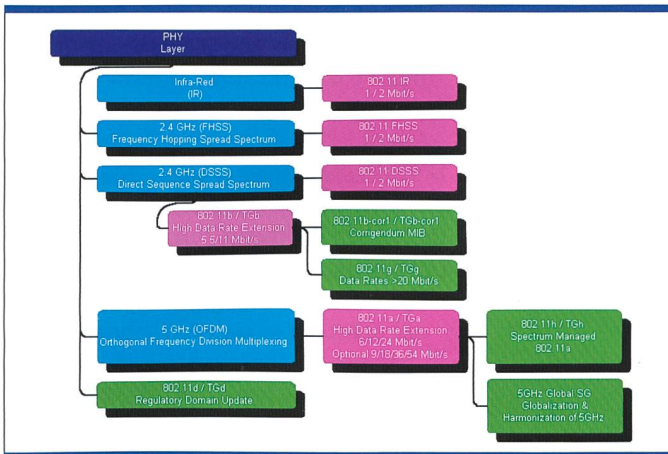 PHY
Layer
Infra-Red
(IR)
802.11 IR
1 / 2 Mbit/s
2.4 GHz (FHSS)
Frequency Hopping Spread Spectrum
802.11 FHSS
1 / 2 Mbit/s
2.4 GHz (DSSS)
Direct Sequence Spread Spectrum
802.11 DSSS
1 / 2 Mbit/s
802.11b / TGb
High Data Rate Extension
5.5/11 Mbit/s
802.11b-cor1 / TGb-cor1
Corrigendum MIB
802.11g / TGg
Data Rates >20 Mbit/s
5 GHz (OFDM)
Orthogonal Frequency Division Multiplexing
802.11a / TGa
High Data Rate Extension
6/12/24 Mbit/s
Optional 9/18/36/54 Mbit/s
802.11h / TGh
Spectrum Managed
802.11a
802.11d / TGd
Regulatory Domain Update
5GHz Global SG
Globalization &
Harmonization of 5GHz